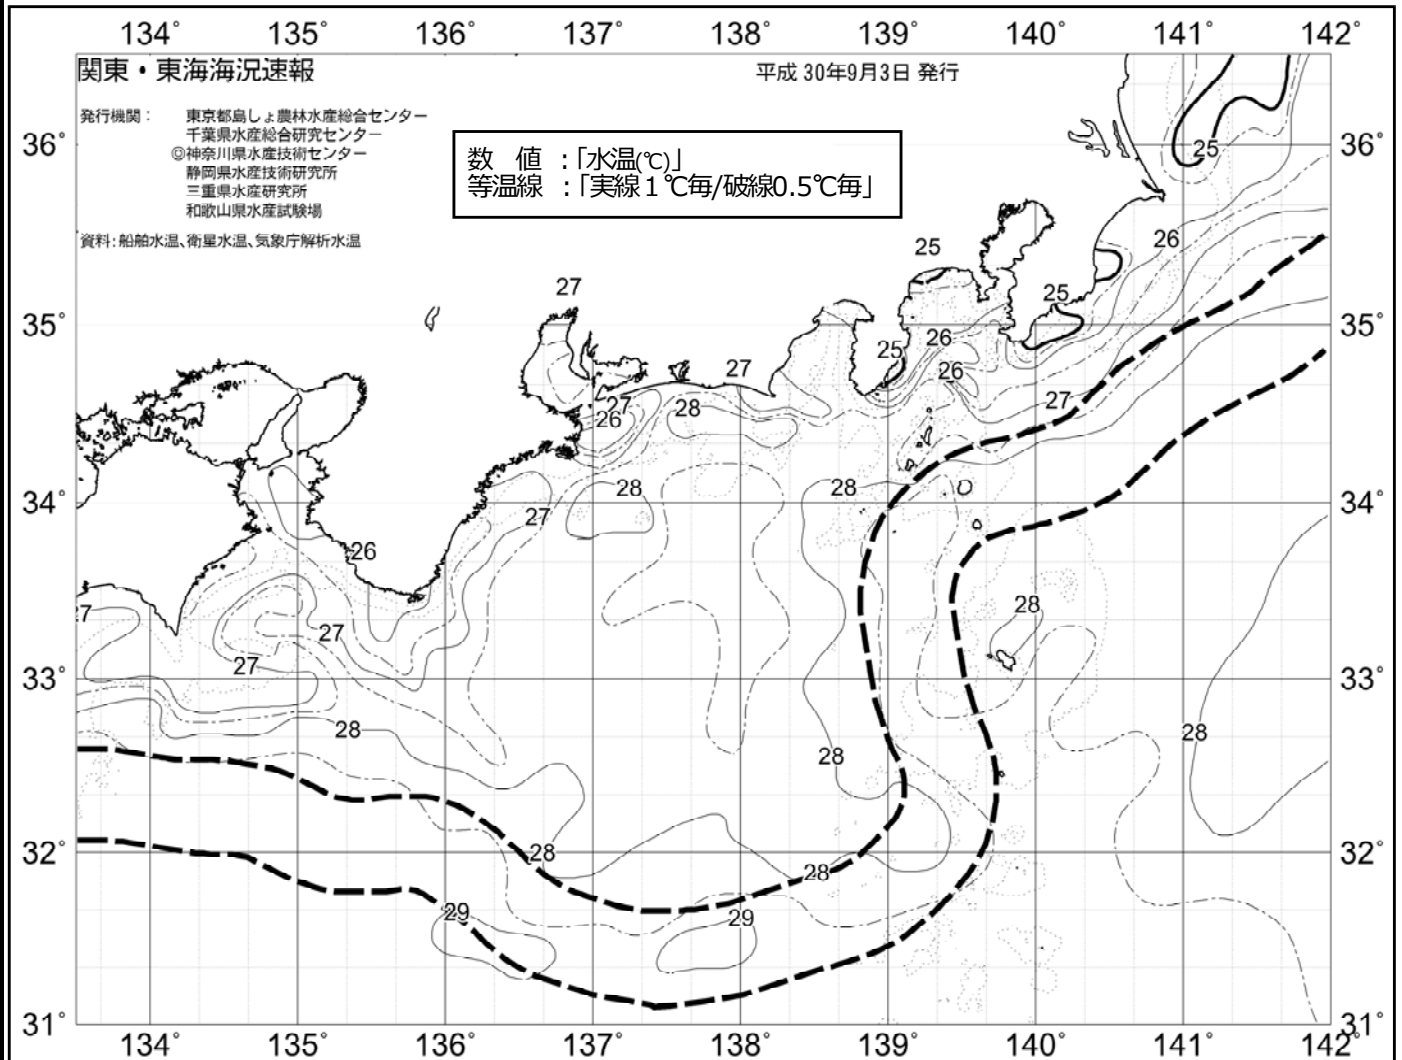 134° 135° 136° 137° 138° 139° 140° 141° 142°
関東・東海海況速報
平成 30年9月3日 発行
発行機関： 東京都島しょ農林水産総合センター
千葉県水産総合研究センター
◎神奈川県水産技術センター
静岡県水産技術研究所
三重県水産研究所
和歌山県水産試験場
資料：船舶水温、衛星水温、気象庁解析水温
数 値 ：「水温(℃)」
等温線 ：「実線１℃毎/破線0.5℃毎」
36° 36°
25
26
25
27
25
35° 35°
26
25
27
26
27
28
27
26
28
28
34° 34°
27
26
28
27
27
27
33° 33°
28
28
28
32° 32°
28
28
29
29
31° 31°
134° 135° 136° 137° 138° 139° 140° 141° 142°